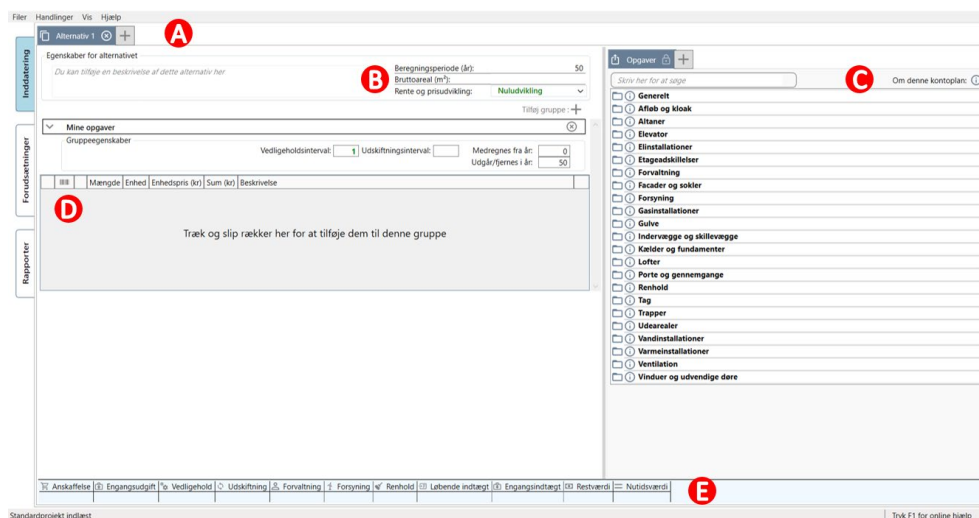 Filer Handlinger Vis Hjælp
Alternativ 1
A
Inddatering
Forudsætninger
Rapporter
Egenskaber for alternativet
Du kan tilføje en beskrivelse af dette alternativ her
B
Beregningsperiode (år): 50
Bruttoareal (m²):
Rente og prisudvikling: Nuludvikling
Tilføj gruppe :
Mine opgaver
Gruppeegenskaber
Vedligeholdsinterval: 1 Udskiftningsinterval: Medregnes fra år: 0
Udgår/fjernes i år: 50
Mængde Enhed Enhedspris (kr) Sum (kr) Beskrivelse
D
Træk og slip rækker her for at tilføje dem til denne gruppe
Opgaver
Skriv her for at søge
C
Om denne kontoplan:
Generelt
Afløb og kloak
Altaner
Elevator
Elinstallationer
Etageadskillelser
Forvaltning
Facader og sokler
Forsyning
Gasinstallationer
Gulve
Indervægge og skillevægge
Kælder og fundamenter
Lofter
Porte og gennemgange
Renhold
Tag
Trapper
Udearealer
Vandinstallationer
Varmeinstallationer
Ventilation
Vinduer og udvendige døre
Anskaffelse Engangsudgift Vedligehold Udskiftning Forvaltning Forsyning Renhold Løbende indtægt Engangsindtægt Restværdi Nutidsværdi
E
Standardprojekt indlæst
Tryk F1 for online hjælp